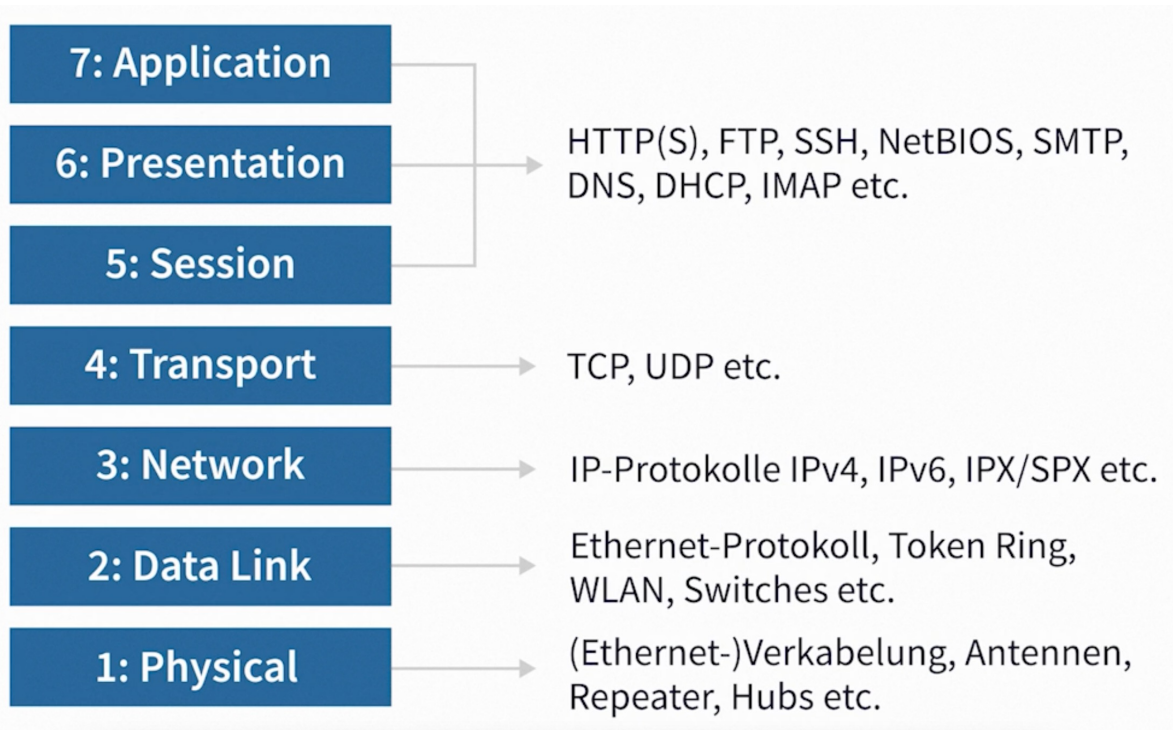 7: Application
6: Presentation
5: Session
HTTP(S), FTP, SSH, NetBIOS, SMTP,
DNS, DHCP, IMAP etc.
4: Transport
TCP, UDP etc.
3: Network
IP-Protokolle IPv4, IPv6, IPX/SPX etc.
2: Data Link
Ethernet-Protokoll, Token Ring,
WLAN, Switches etc.
1: Physical
(Ethernet-)Verkabelung, Antennen,
Repeater, Hubs etc.